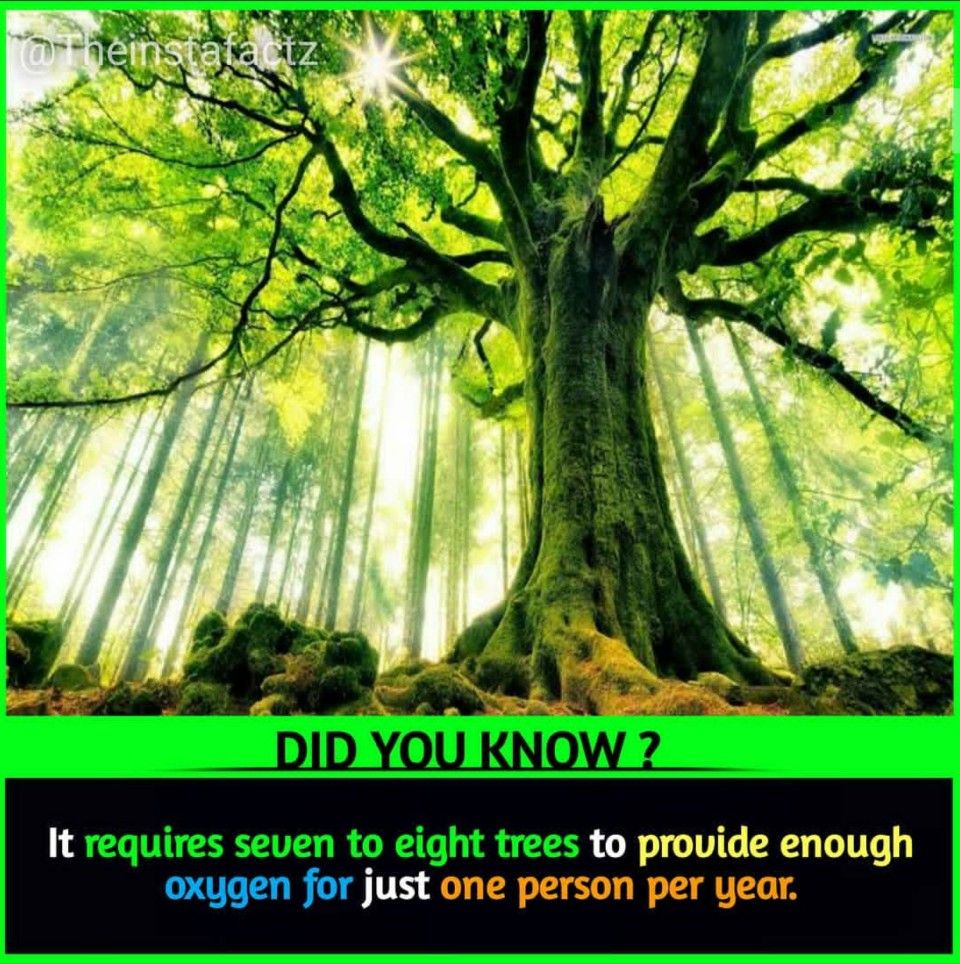 @Theinstafactz
DID YOU KNOW ?
It requires seven to eight trees to provide enough
oxygen for just one person per year.